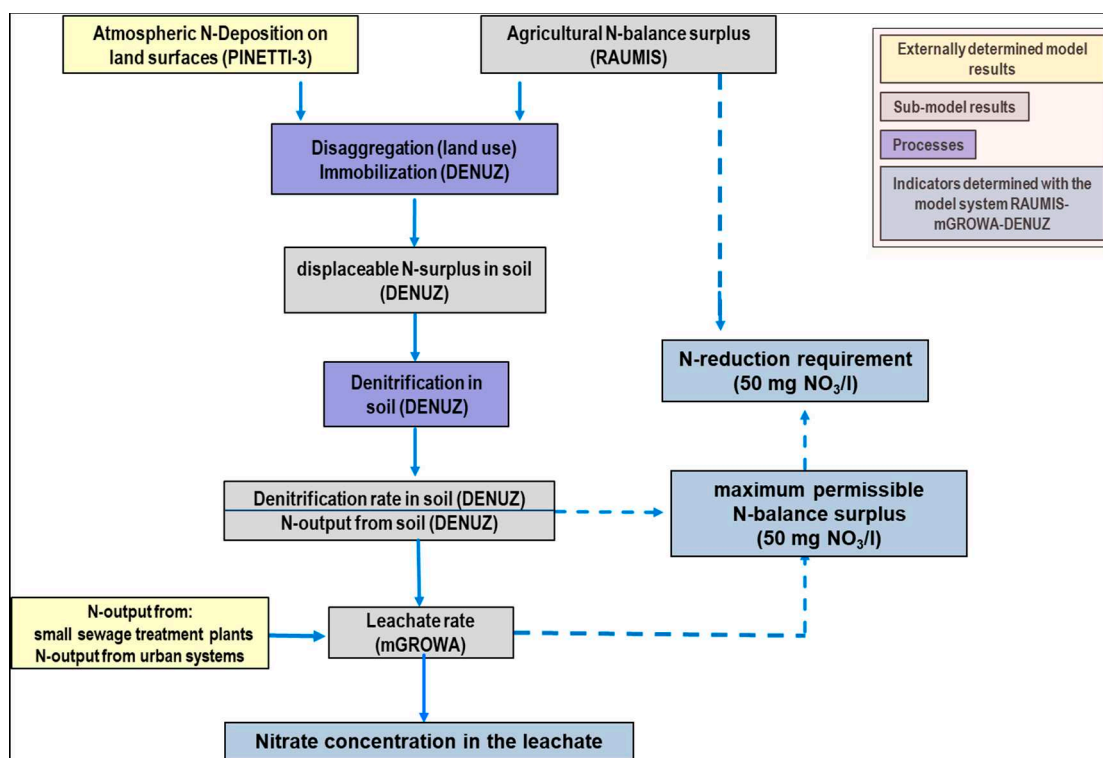 Atmospheric N-Deposition on
land surfaces (PINETTI-3)
Agricultural N-balance surplus
(RAUMIS)
Externally determined model
results
Sub-model results
Processes
Indicators determined with the
model system RAUMIS-
mGROWA-DENUZ
Disaggregation (land use)
Immobilization (DENUZ)
displaceable N-surplus in soil
(DENUZ)
N-reduction requirement
(50 mg NO₃/l)
Denitrification in
soil (DENUZ)
Denitrification rate in soil (DENUZ)
N-output from soil (DENUZ)
maximum permissible
N-balance surplus
(50 mg NO₃/l)
N-output from:
small sewage treatment plants
N-output from urban systems
Leachate rate
(mGROWA)
Nitrate concentration in the leachate